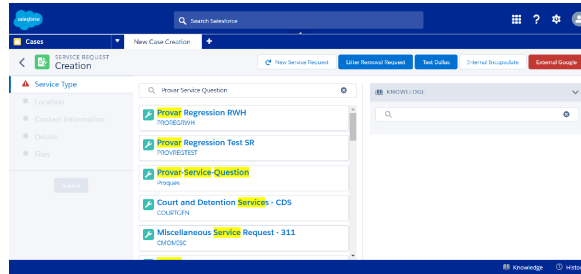 salesforce
Search Salesforce
Cases
New Case Creation
SERVICE REQUEST
Creation
New Service Request
Litter Removal Request
Test Dallas
Internal Encapsulate
External Google
Service Type
Location
Contact Information
Details
Files
Submit
Provar Service Question
Provar Regression RWH
PROREGRWH
Provar Regression Test SR
PROVREGTEST
Provar-Service-Question
Proques
Court and Detention Services - CDS
COURTGEN
Miscellaneous Service Request - 311
CMOMISC
KNOWLEDGE
Knowledge